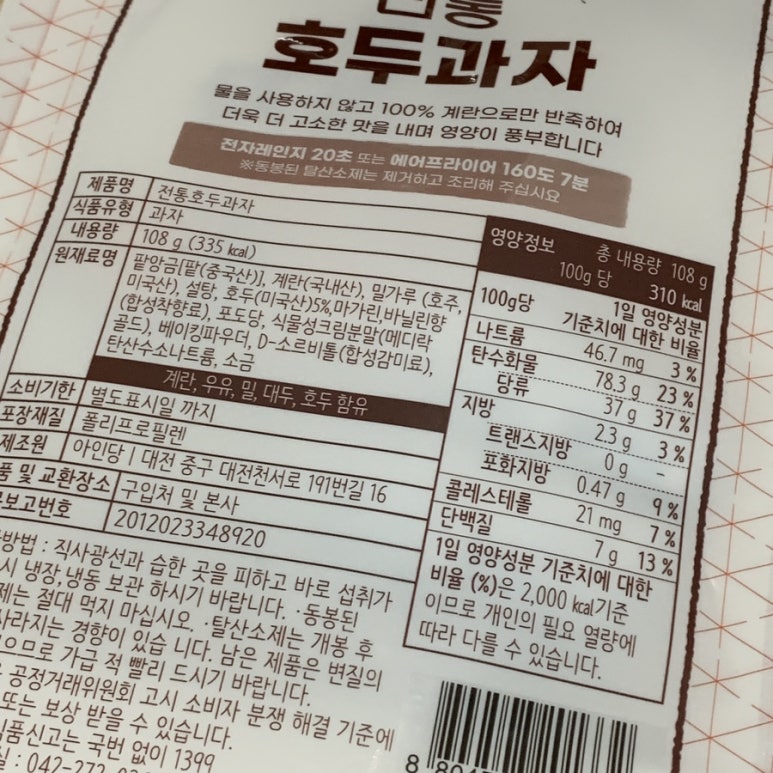 호두과자
물을 사용하지 않고 100% 계란으로만 반죽하여
더욱 더 고소한 맛을 내며 영양이 풍부합니다
전자레인지 20초 또는 에어프라이어 160도 7분
※동봉된 탈산소제는 제거하고 조리해 주십시요
제품명 전통호두과자
식품유형 과자
내용량 108 g (335 kcal)
원재료명 팥앙금[팥(중국산)], 계란(국내산), 밀가루 (호주,
미국산), 설탕, 호두(미국산)5%,마가린,바닐린향
(합성착향료), 포도당, 식물성크림분말(메디락
골드), 베이킹파우더, D-소르비톨(합성감미료),
탄산수소나트륨, 소금
계란, 우유, 밀, 대두, 호두 함유
소비기한 별도표시일 까지
포장재질 폴리프로필렌
제조원 아인당 | 대전 중구 대전천서로 191번길 16
품 및 교환장소 구입처 및 본사
보고번호 2012023348920
방법 : 직사광선과 습한 곳을 피하고 바로 섭취가
시 냉장,냉동 보관 하시기 바랍니다. ·동봉된
제는 절대 먹지 마십시오. ·탈산소제는 개봉 후
사라지는 경향이 있습 니다. 남은 제품은 변질의
으므로 가급 적 빨리 드시기 바랍니다.
공정거래위원회 고시 소비자 분쟁 해결 기준에
또는 보상 받을 수 있습니다.
식품신고는 국번 없이 1399
: 042-272
영양정보 총 내용량 108 g
100g 당 310 kcal
100g당 1일 영양성분
기준치에 대한 비율
나트륨 46.7 mg 3 %
탄수화물 78.3 g 23 %
당류 37 g 37 %
지방 2.3 g 3 %
트랜스지방 0 g -
포화지방 0.47 g 9 %
콜레스테롤 21 mg 7 %
단백질 7 g 13 %
1일 영양성분 기준치에 대한
비율 (%)은 2,000 kcal기준
이므로 개인의 필요 열량에
따라 다를 수 있습니다.